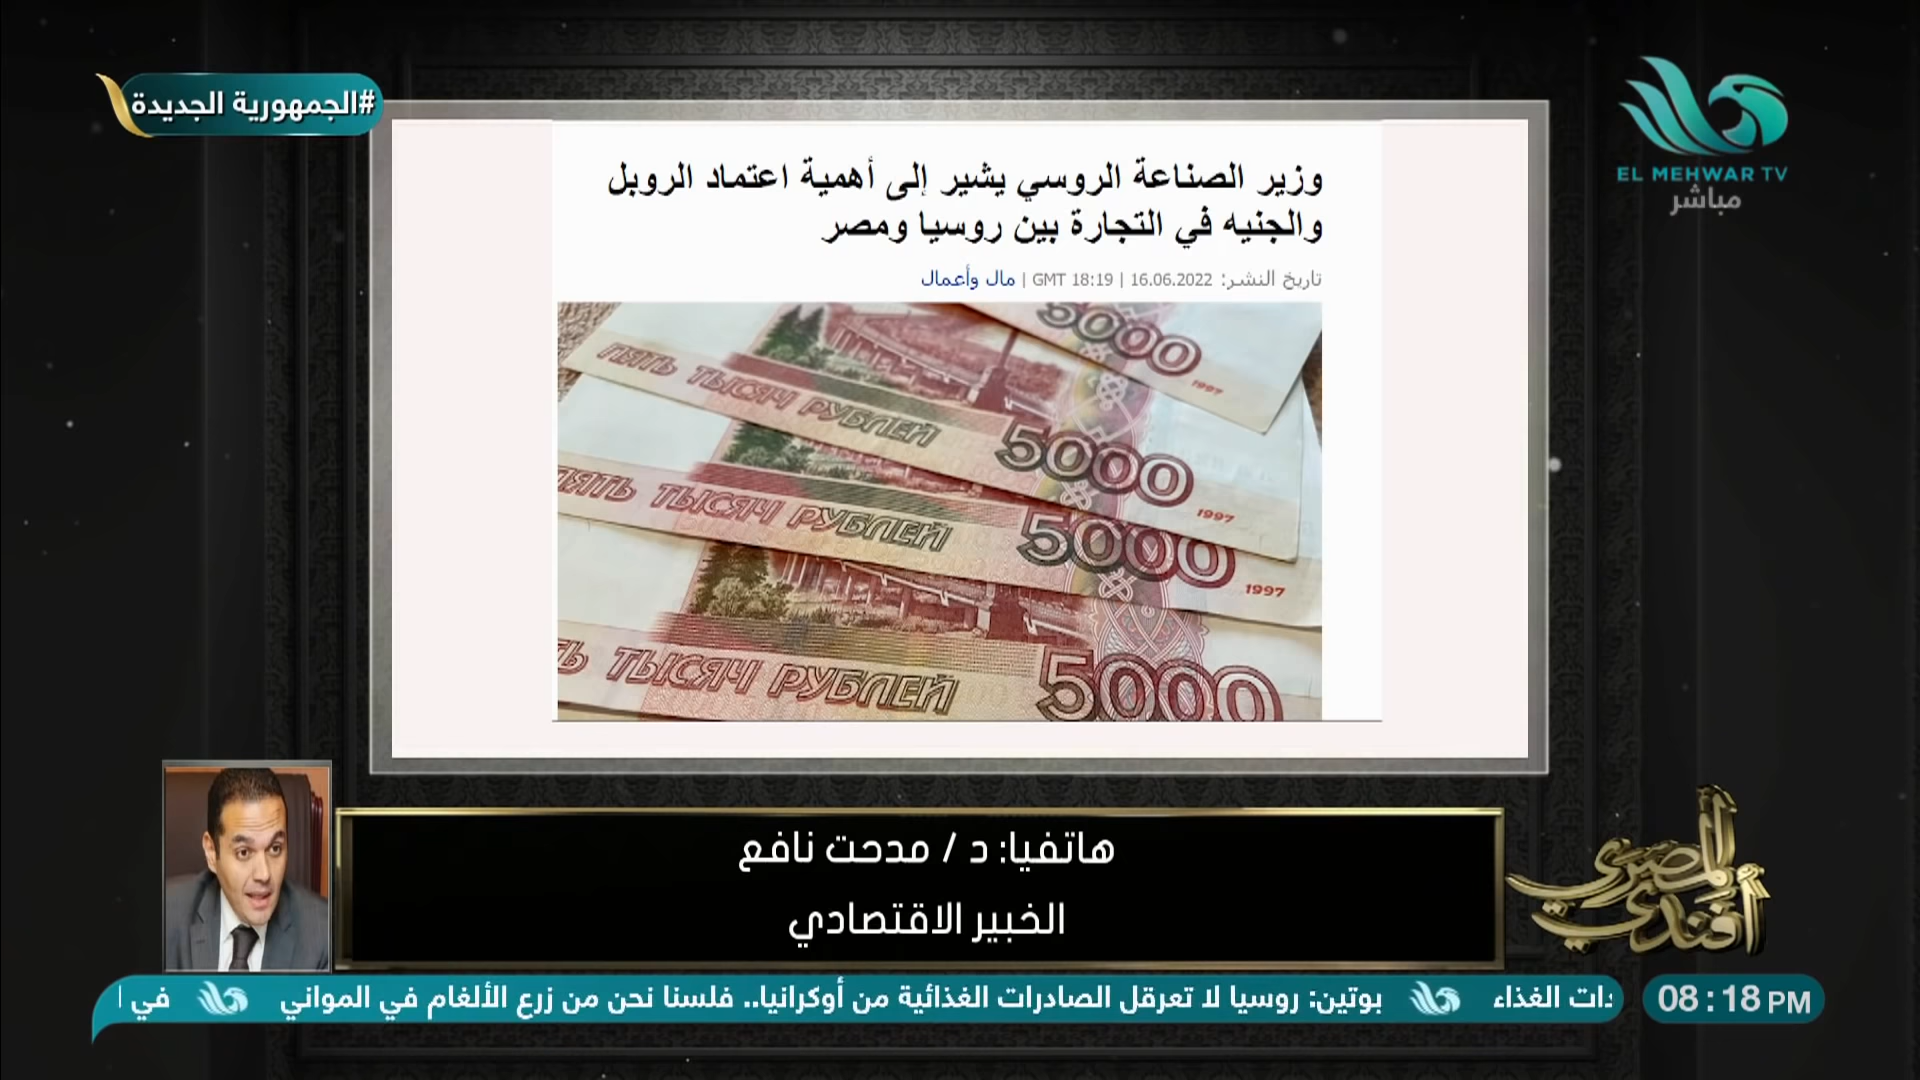 #الجمهورية الجديدة
EL MEHWAR TV
مباشر
وزير الصناعة الروسي يشير إلى أهمية اعتماد الروبل
والجنيه في التجارة بين روسيا ومصر
تاريخ النشر: 16.06.2022 | 18:19 GMT | مال وأعمال
5000
1997
ПЯТЬ ТЫСЯЧ РУБЛЕЙ
5000
1997
ПЯТЬ ТЫСЯЧ РУБЛЕЙ
5000
1997
ТЫСЯЧ РУБЛЕЙ
5000
هاتفيا: د / مدحت نافع
الخبير الاقتصادي
المصري
أفندي
الغذاء بوتين: روسيا لا تعرقل الصادرات الغذائية من أوكرانيا.. فلسنا نحن من زرع الألغام في المواني في
08:18 PM